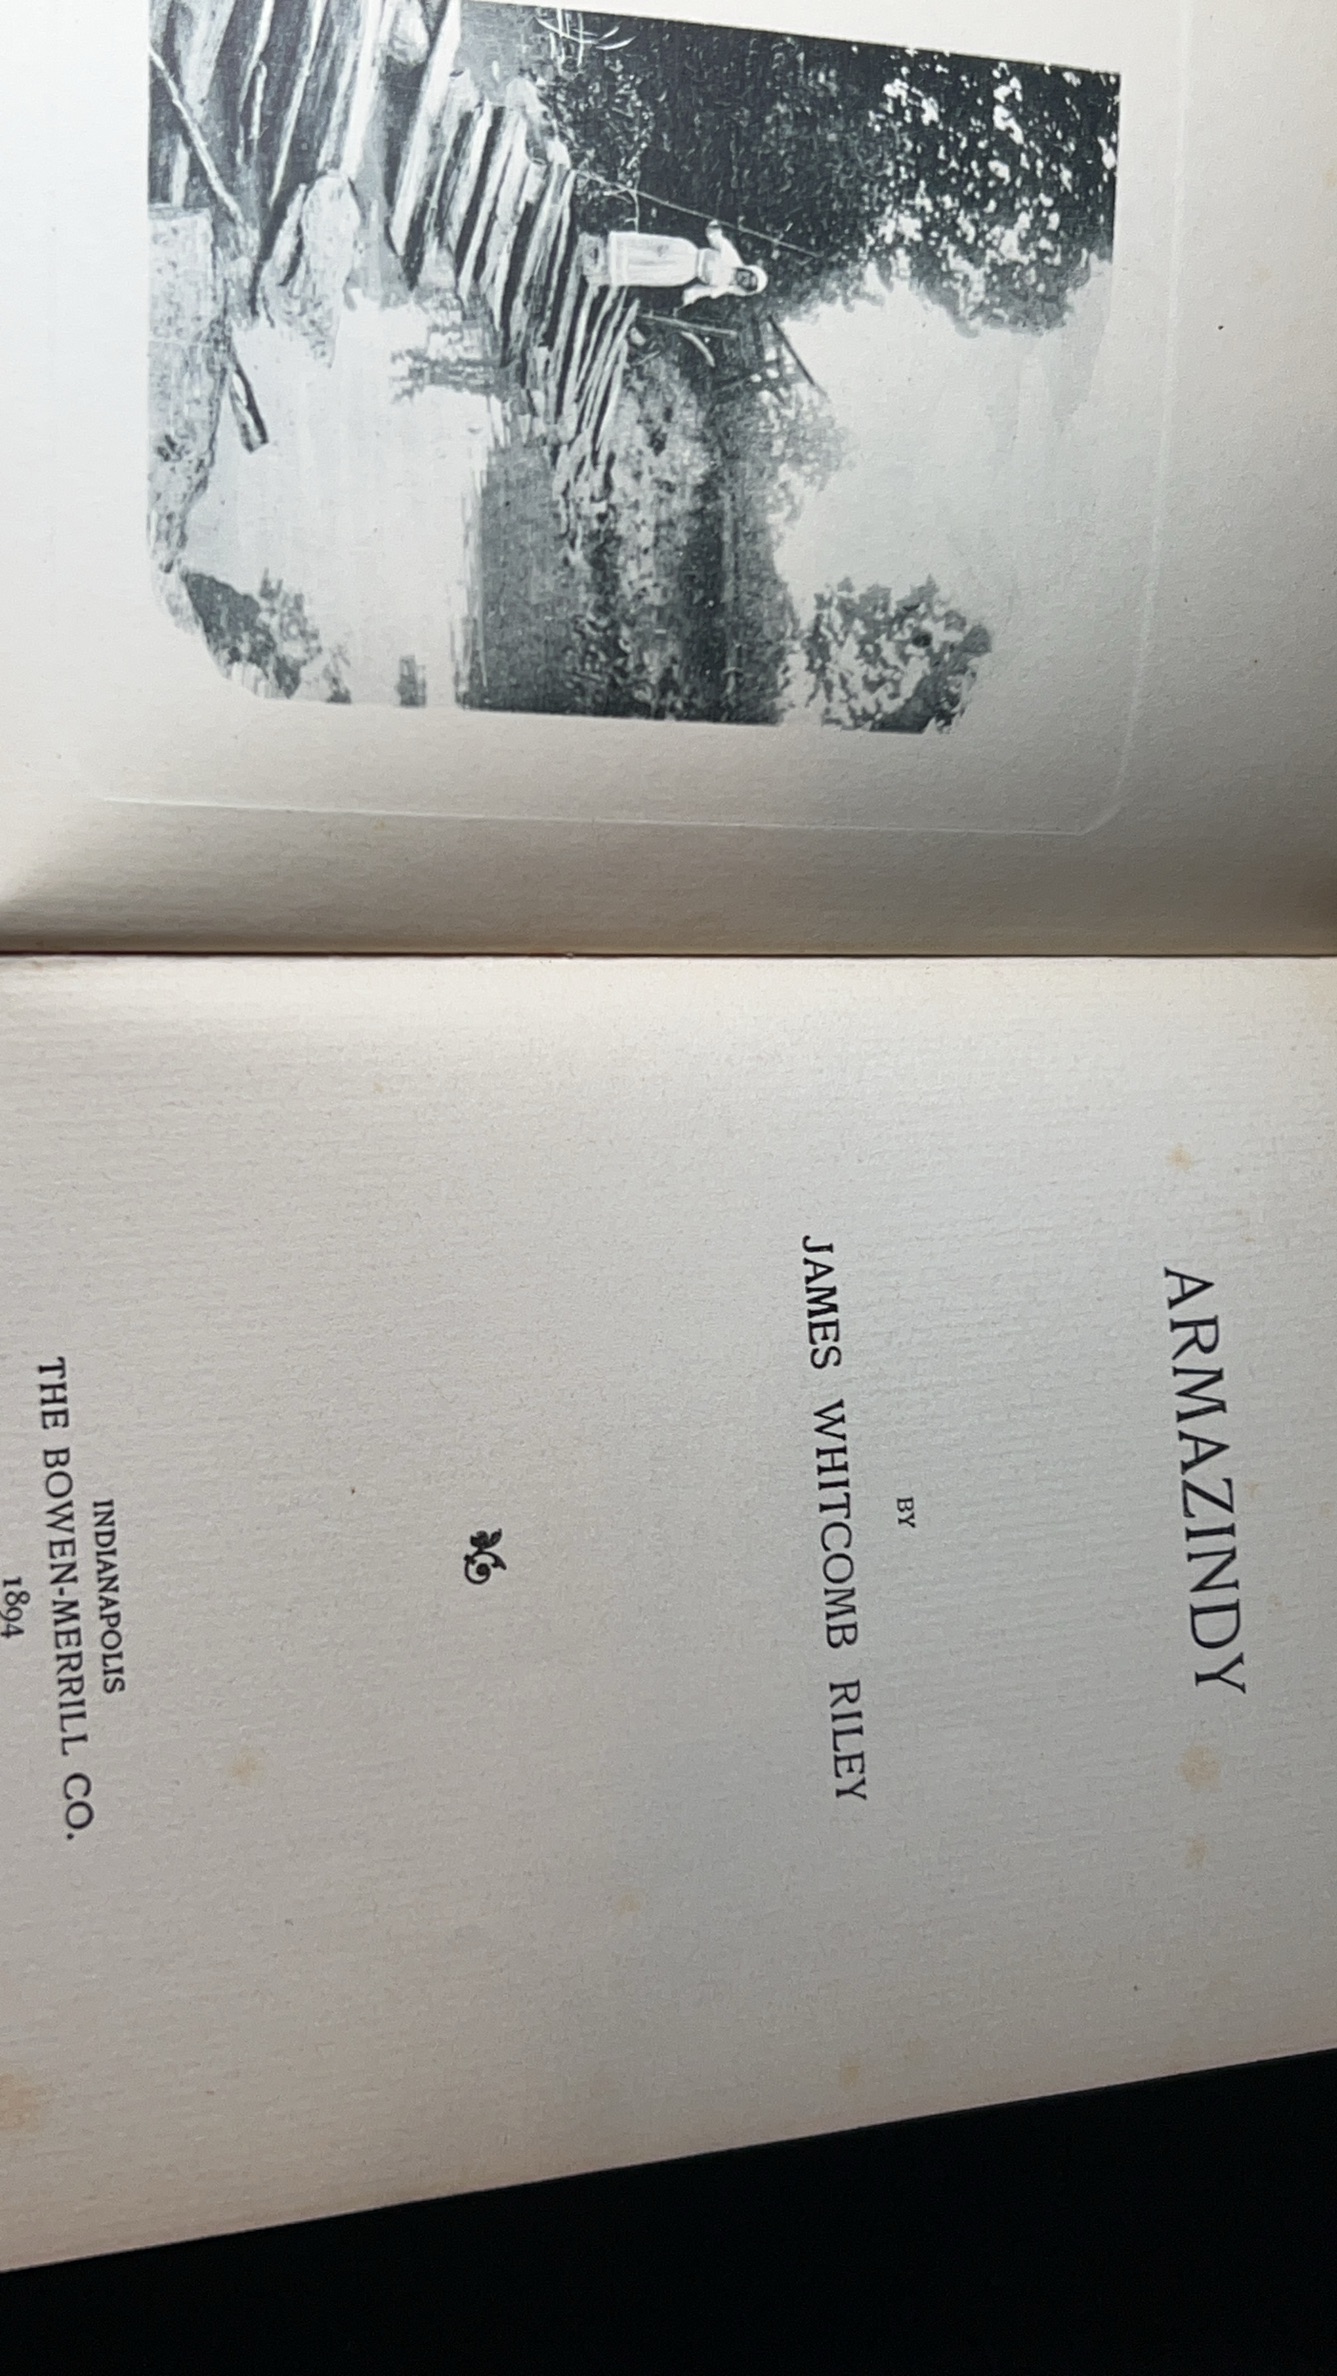 ARMAZINDY
BY
JAMES WHITCOMB RILEY
INDIANAPOLIS
THE BOWEN-MERRILL CO.
1894